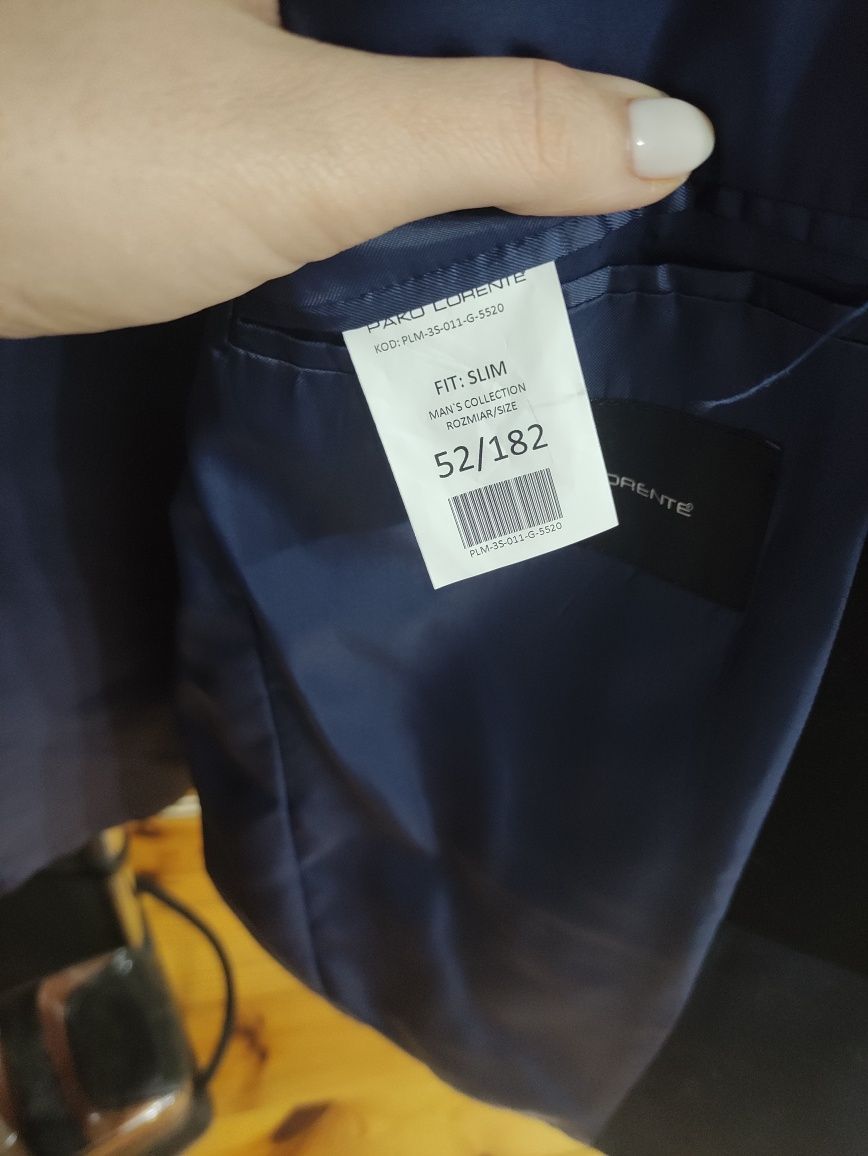 PAKO LORENTE
KOD: PLM-3S-011-G-5520
FIT: SLIM
MAN`S COLLECTION
ROZMIAR/SIZE
52/182
PLM-3S-011-G-5520
ORENTE®